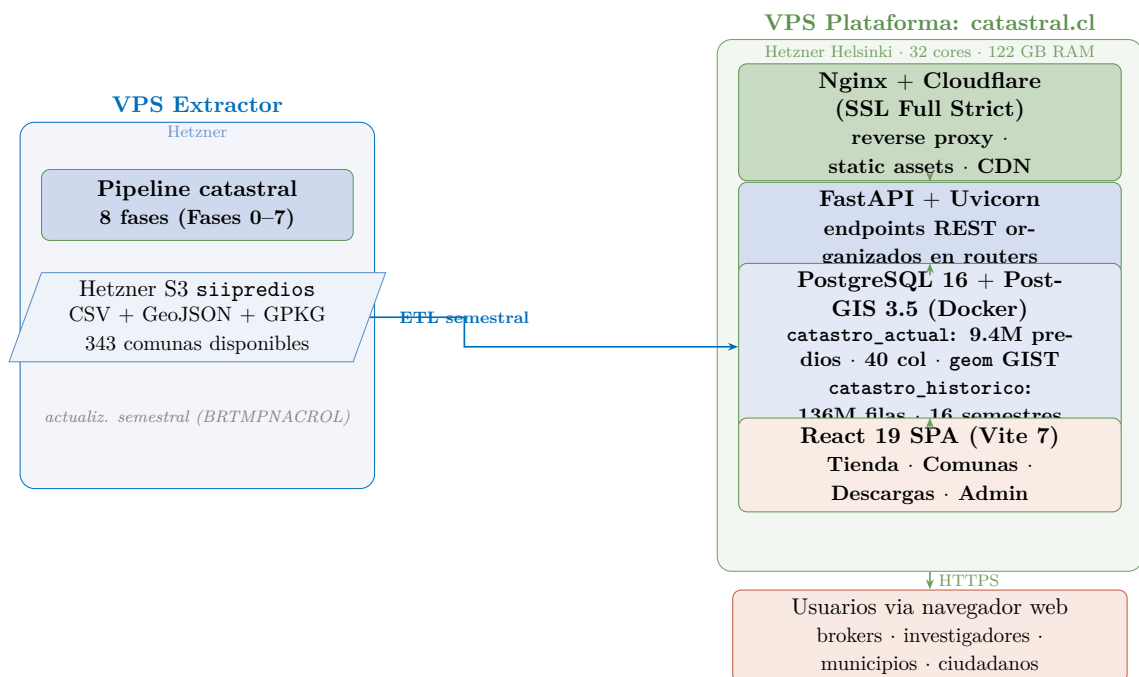 VPS Extractor
Hetzner
Pipeline catastral
8 fases (Fases 0–7)
Hetzner S3 siipredios
CSV + GeoJSON + GPKG
343 comunas disponibles
actualiz. semestral (BRTMPNACROL)
ETL semestral
VPS Plataforma: catastral.cl
Hetzner Helsinki · 32 cores · 122 GB RAM
Nginx + Cloudflare
(SSL Full Strict)
reverse proxy ·
static assets · CDN
FastAPI + Uvicorn
endpoints REST or-
ganizados en routers
PostgreSQL 16 + Post-
GIS 3.5 (Docker)
catastro_actual: 9.4M pre-
dios · 40 col · geom GIST
catastro_historico:
136M filas · 16 semestres
React 19 SPA (Vite 7)
Tienda · Comunas ·
Descargas · Admin
HTTPS
Usuarios via navegador web
brokers · investigadores ·
municipios · ciudadanos